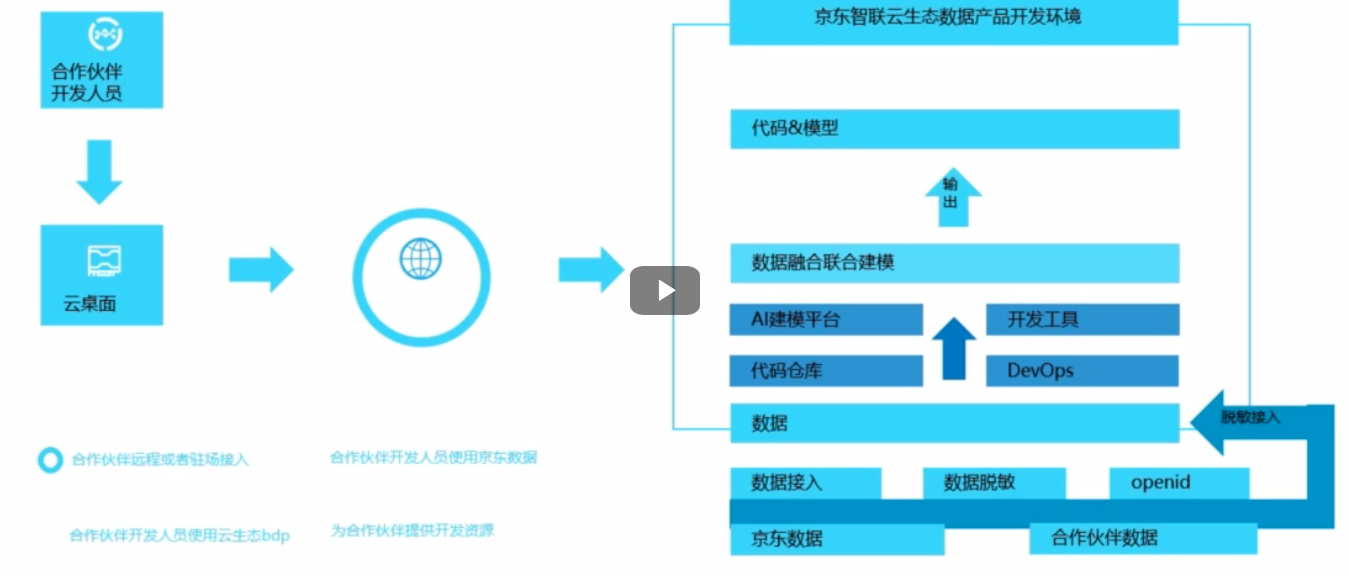 京东智联云生态数据产品开发环境
合作伙伴
开发人员
代码&模型
输
出
云桌面
数据融合联合建模
AI建模平台
开发工具
代码仓库
DevOps
数据
脱敏接入
数据接入
数据脱敏
openid
京东数据
合作伙伴数据
合作伙伴远程或者驻场接入
合作伙伴开发人员使用京东数据
合作伙伴开发人员使用云生态bdp
为合作伙伴提供开发资源